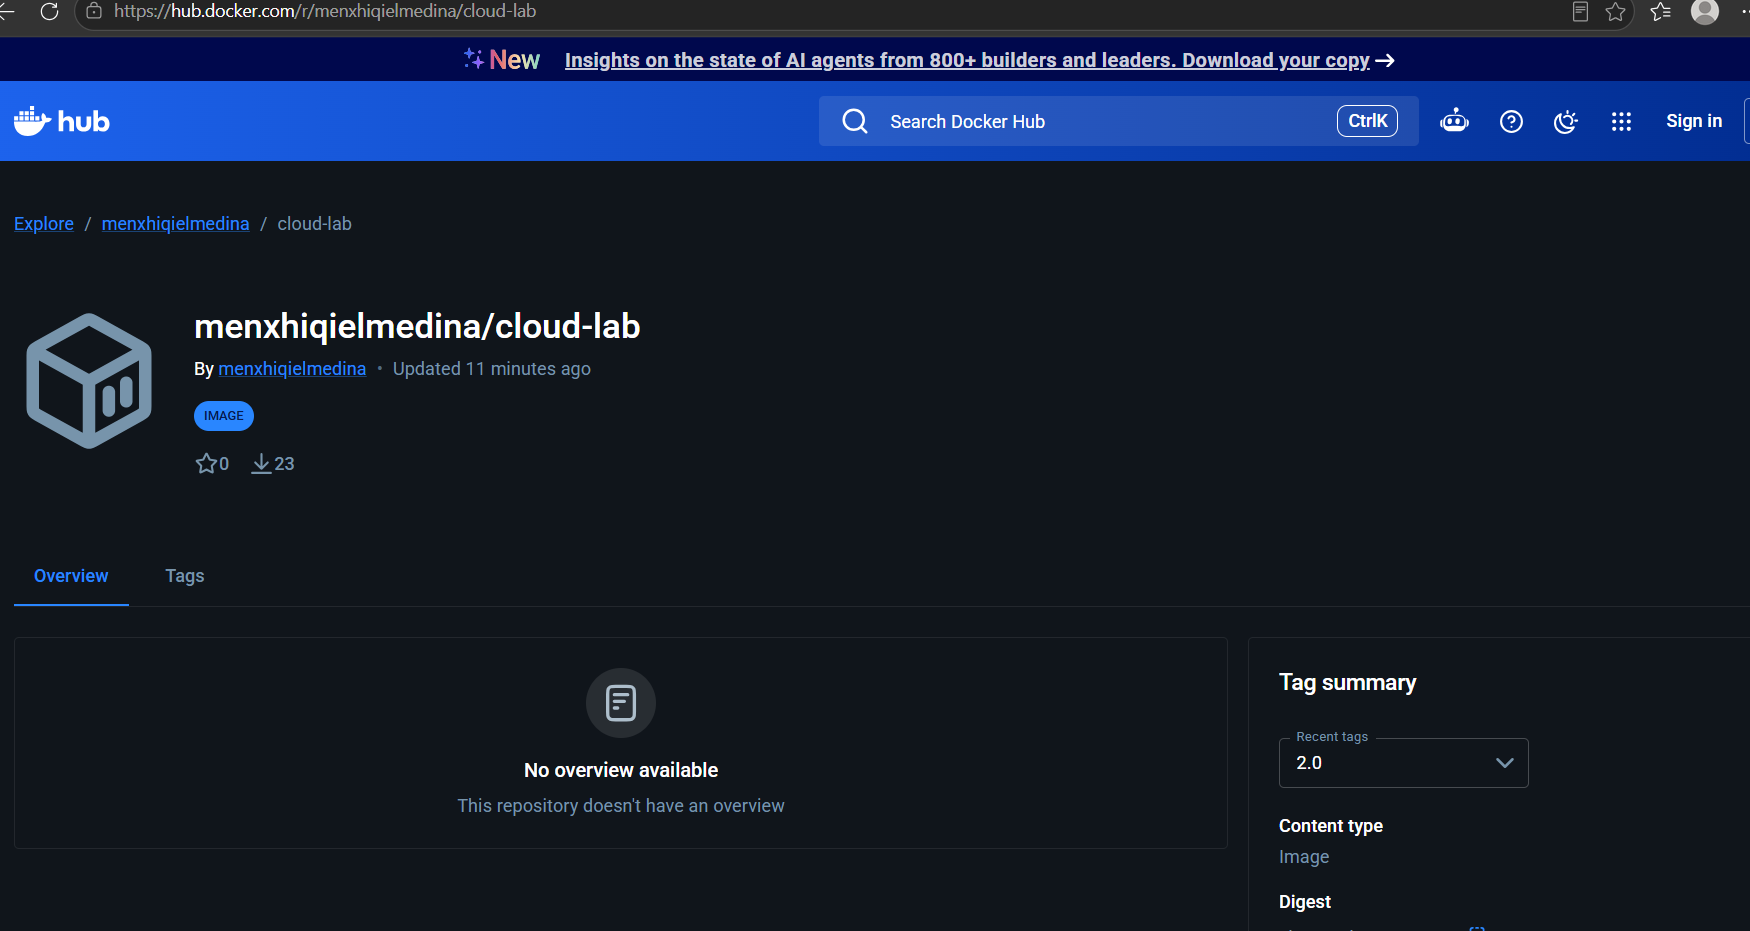 https://hub.docker.com/r/menxhiqielmedina/cloud-lab
New Insights on the state of AI agents from 800+ builders and leaders. Download your copy →
hub
Search Docker Hub CtrlK
Sign in
Explore / menxhiqielmedina / cloud-lab
menxhiqielmedina/cloud-lab
By menxhiqielmedina • Updated 11 minutes ago
IMAGE
0 23
Overview Tags
No overview available
This repository doesn't have an overview
Tag summary
Recent tags
2.0
Content type
Image
Digest